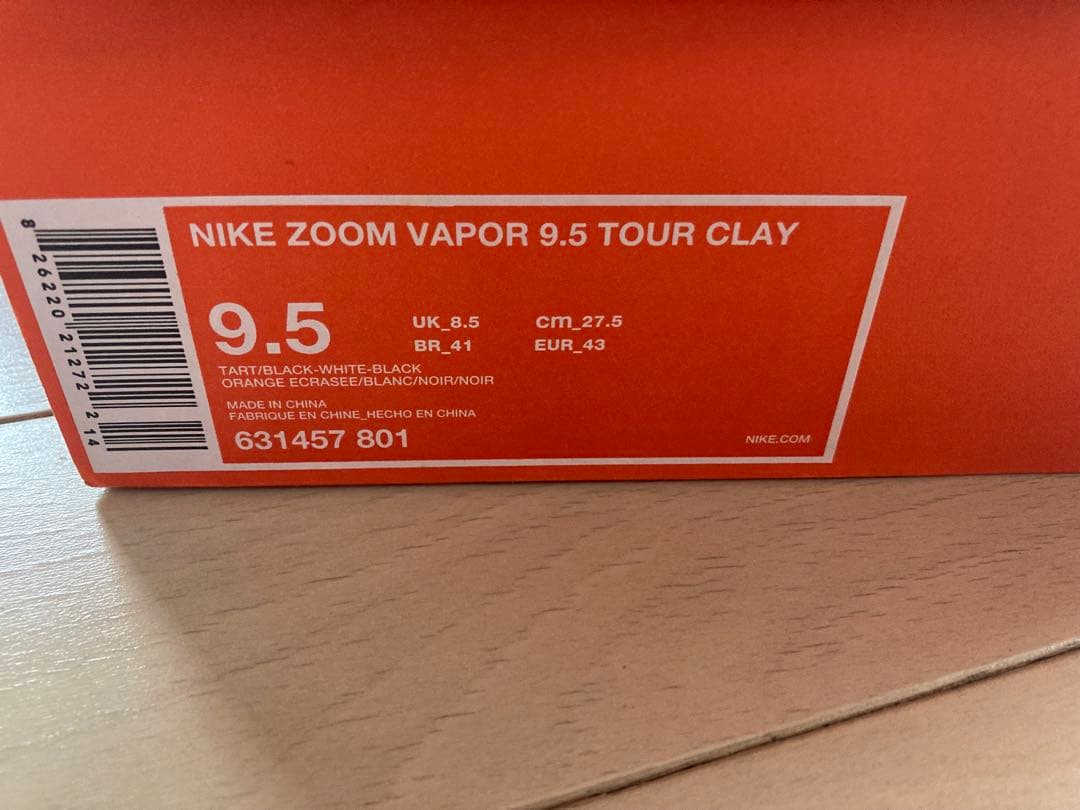 NIKE ZOOM VAPOR 9.5 TOUR CLAY
9.5
UK_8.5 cm_27.5
BR_41 EUR_43
TART/BLACK-WHITE-BLACK
ORANGE ECRASEE/BLANC/NOIR/NOIR
MADE IN CHINA
FABRIQUE EN CHINE_HECHO EN CHINA
631457 801
NIKE.COM
8 26220 21272 2 14